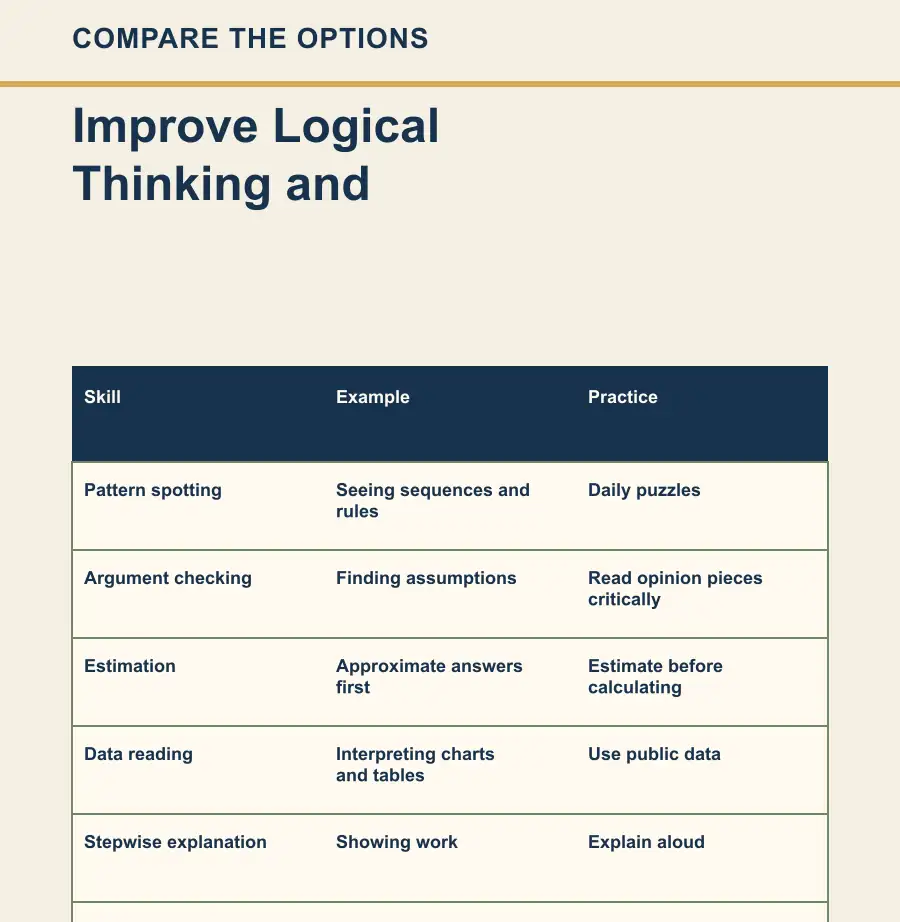 COMPARE THE OPTIONS
Improve Logical
Thinking and
Skill Example Practice
Pattern spotting Seeing sequences and Daily puzzles
rules
Argument checking Finding assumptions Read opinion pieces
critically
Estimation Approximate answers Estimate before
first calculating
Data reading Interpreting charts Use public data
and tables
Stepwise explanation Showing work Explain aloud